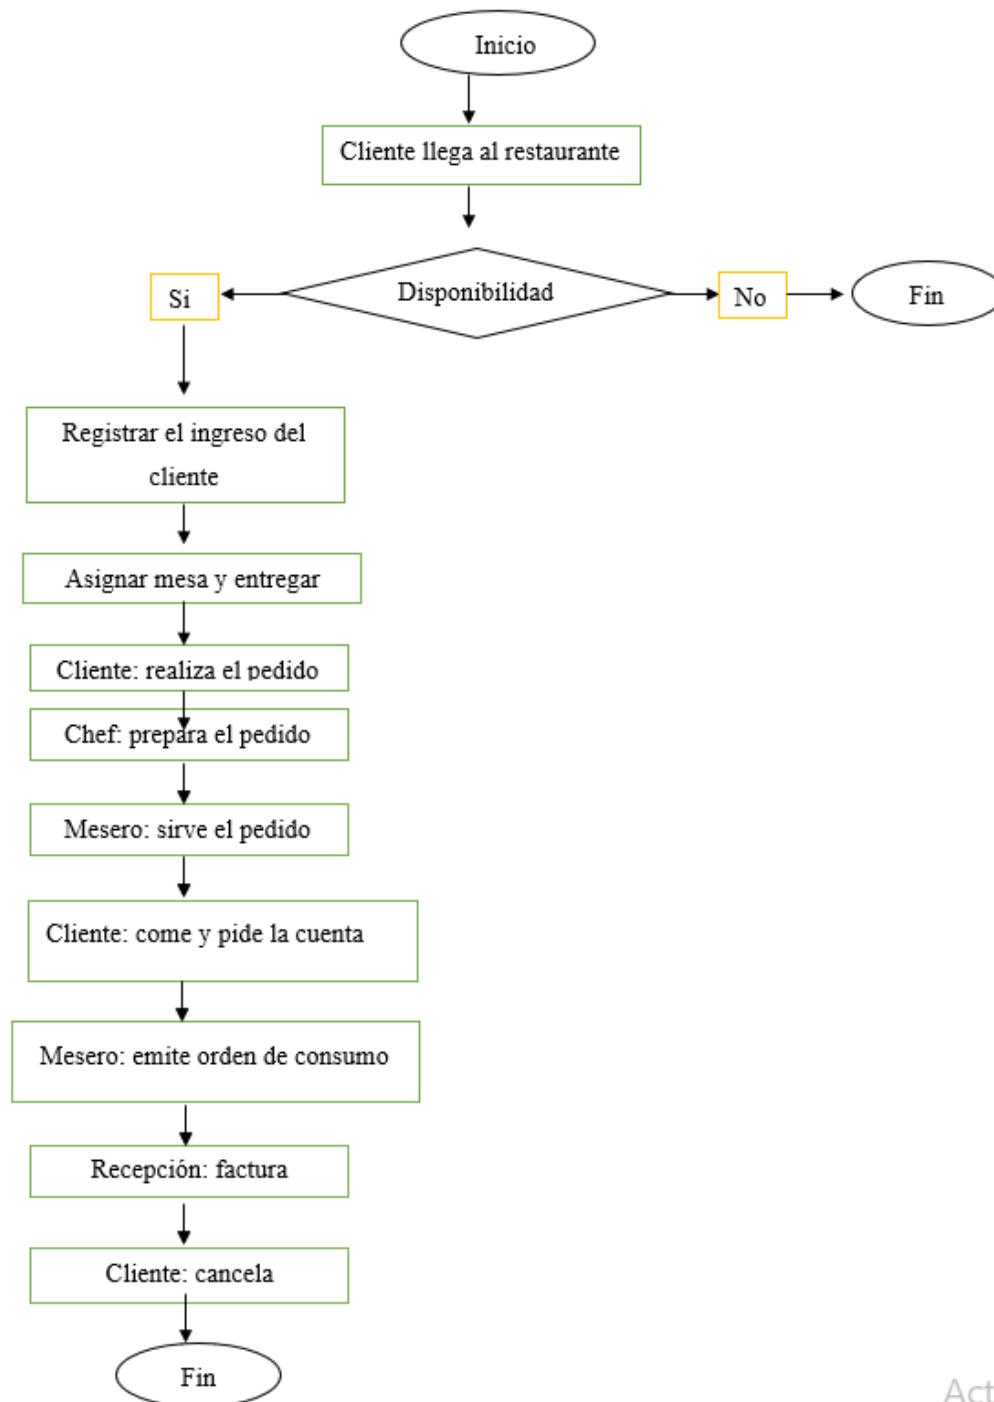 Inicio
Cliente llega al restaurante
Disponibilidad
Si
No
Fin
Registrar el ingreso del
cliente
Asignar mesa y entregar
Cliente: realiza el pedido
Chef: prepara el pedido
Mesero: sirve el pedido
Cliente: come y pide la cuenta
Mesero: emite orden de consumo
Recepción: factura
Cliente: cancela
Fin
Act